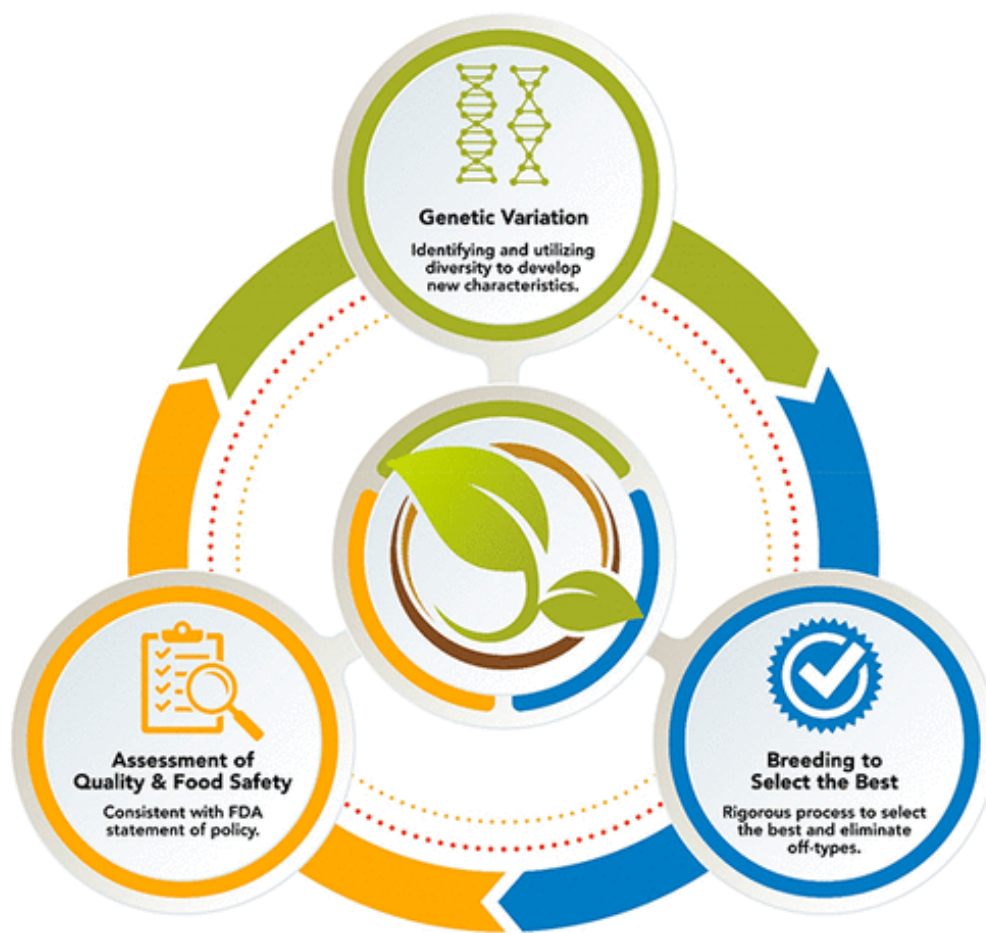 Genetic Variation
Identifying and utilizing
diversity to develop
new characteristics.
Assessment of
Quality & Food Safety
Consistent with FDA
statement of policy.
Breeding to
Select the Best
Rigorous process to select
the best and eliminate
off-types.